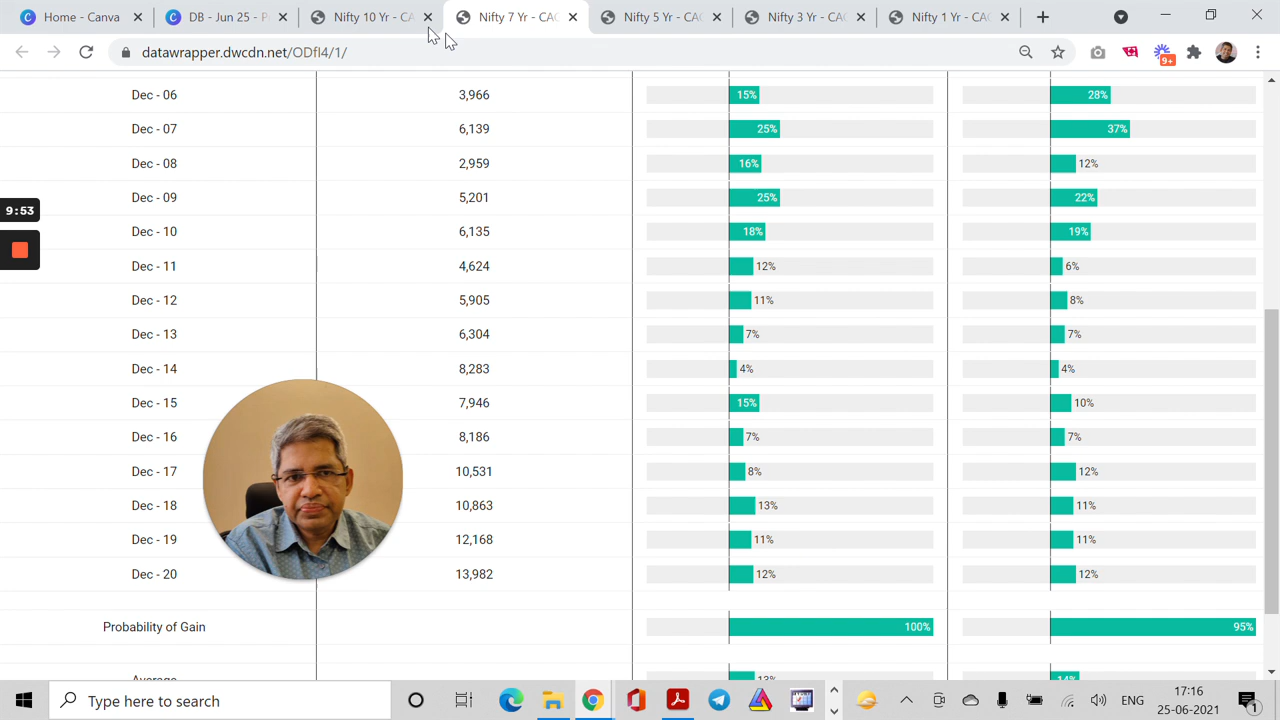 Home - Canva
DB - Jun 25 - P
Nifty 10 Yr - CAC
Nifty 7 Yr - CAC
Nifty 5 Yr - CAC
Nifty 3 Yr - CAC
Nifty 1 Yr - CAC
datawrapper.dwcdn.net/ODfl4/1/
9+
Dec - 06 3,966 15% 28%
Dec - 07 6,139 25% 37%
Dec - 08 2,959 16% 12%
Dec - 09 5,201 25% 22%
9:53
Dec - 10 6,135 18% 19%
Dec - 11 4,624 12% 6%
Dec - 12 5,905 11% 8%
Dec - 13 6,304 7% 7%
Dec - 14 8,283 4% 4%
Dec - 15 7,946 15% 10%
Dec - 16 8,186 7% 7%
Dec - 17 10,531 8% 12%
Dec - 18 10,863 13% 11%
Dec - 19 12,168 11% 11%
Dec - 20 13,982 12% 12%
Probability of Gain 100% 95%
Average 13% 14%
Type here to search
ENG
17:16
25-06-2021
1